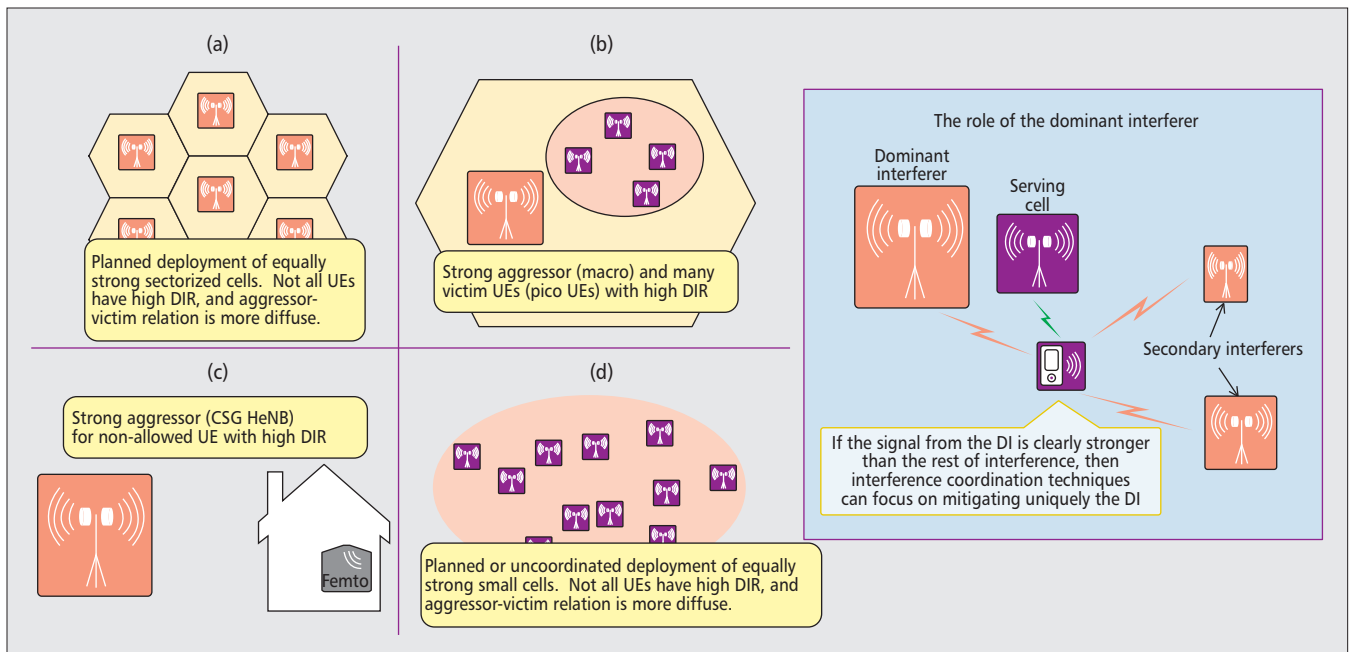 (a)
Planned deployment of equally
strong sectorized cells. Not all UEs
have high DIR, and aggressor-
victim relation is more diffuse.
(b)
Strong aggressor (macro) and many
victim UEs (pico UEs) with high DIR
(c)
Strong aggressor (CSG HeNB)
for non-allowed UE with high DIR
Femto
(d)
Planned or uncoordinated deployment of equally
strong small cells. Not all UEs have high DIR, and
aggressor-victim relation is more diffuse.
The role of the dominant interferer
Dominant
interferer
Serving
cell
Secondary interferers
If the signal from the DI is clearly stronger
than the rest of interference, then
interference coordination techniques
can focus on mitigating uniquely the DI